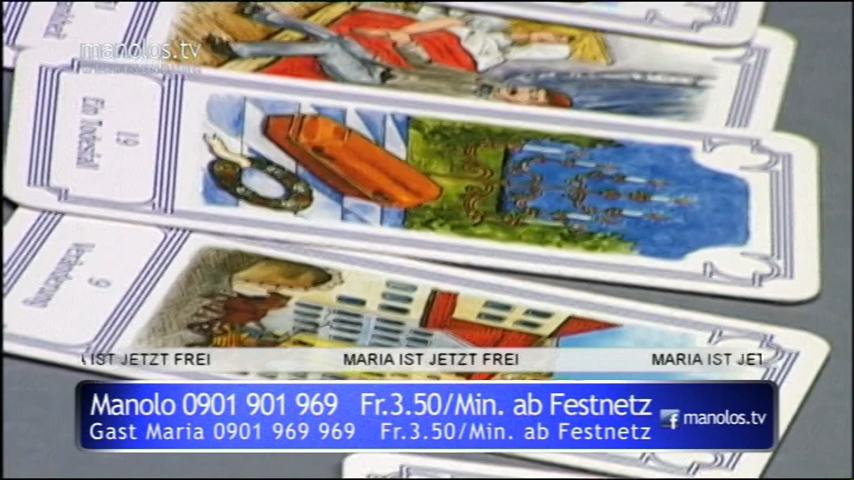 manolos.tv
Ein Todesfal
19
Veränderung
9
IST JETZT FREI MARIA IST JETZT FREI MARIA IST JET
Manolo 0901 901 969 Fr.3.50/Min. ab Festnetz
Gast Maria 0901 969 969 Fr.3.50/Min. ab Festnetz
manolos.tv